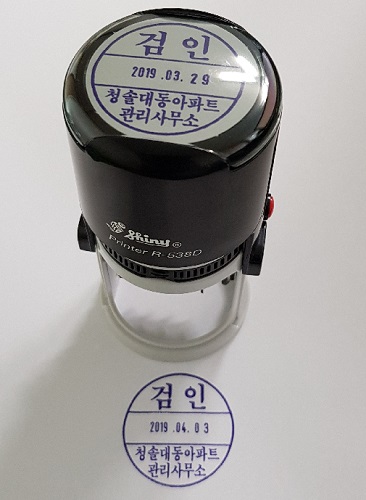 검 인
2019 .03. 29
청솔대동아파트
관리사무소
Shiny ®
Printer R-538D
검 인
2019 .04. 03
청솔대동아파트
관리사무소